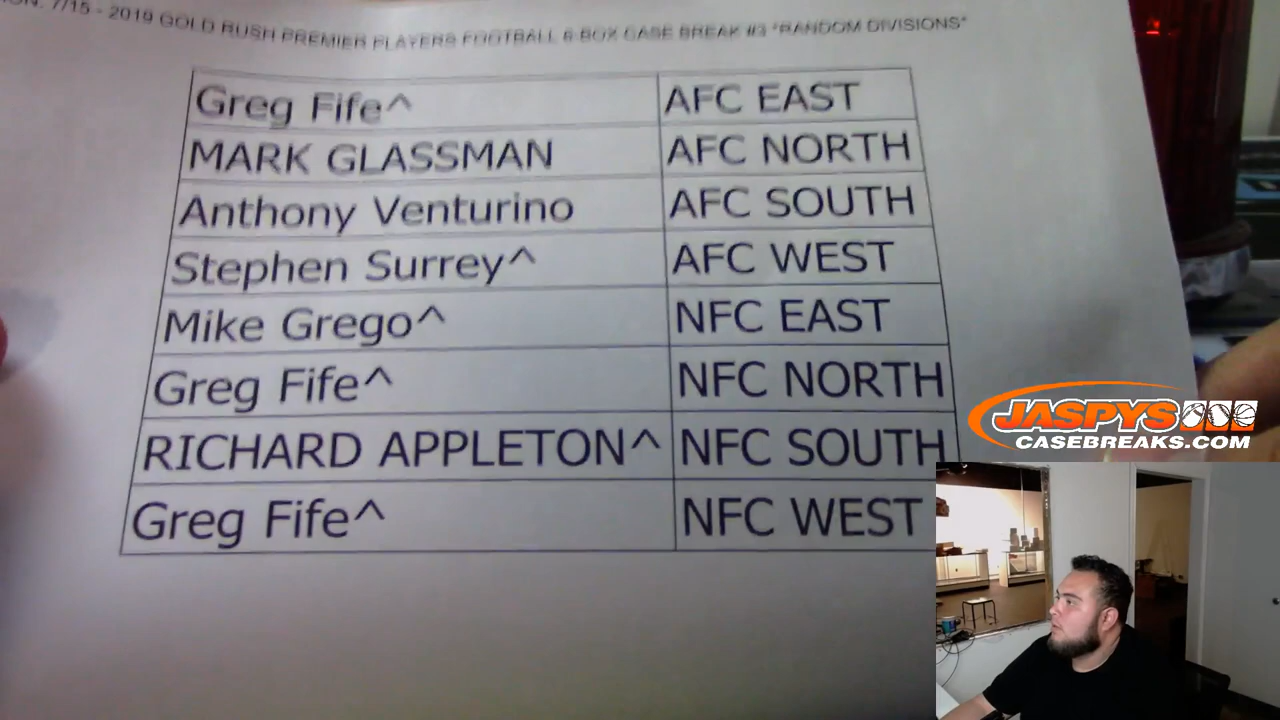 7/15 - 2019 GOLD RUSH PREMIER PLAYERS FOOTBALL 6 BOX CASE BREAK #3 "RANDOM DIVISIONS"
Greg Fife^ AFC EAST
MARK GLASSMAN AFC NORTH
Anthony Venturino AFC SOUTH
Stephen Surrey^ AFC WEST
Mike Grego^ NFC EAST
Greg Fife^ NFC NORTH
RICHARD APPLETON^ NFC SOUTH
Greg Fife^ NFC WEST
JASPYS
CASEBREAKS.COM